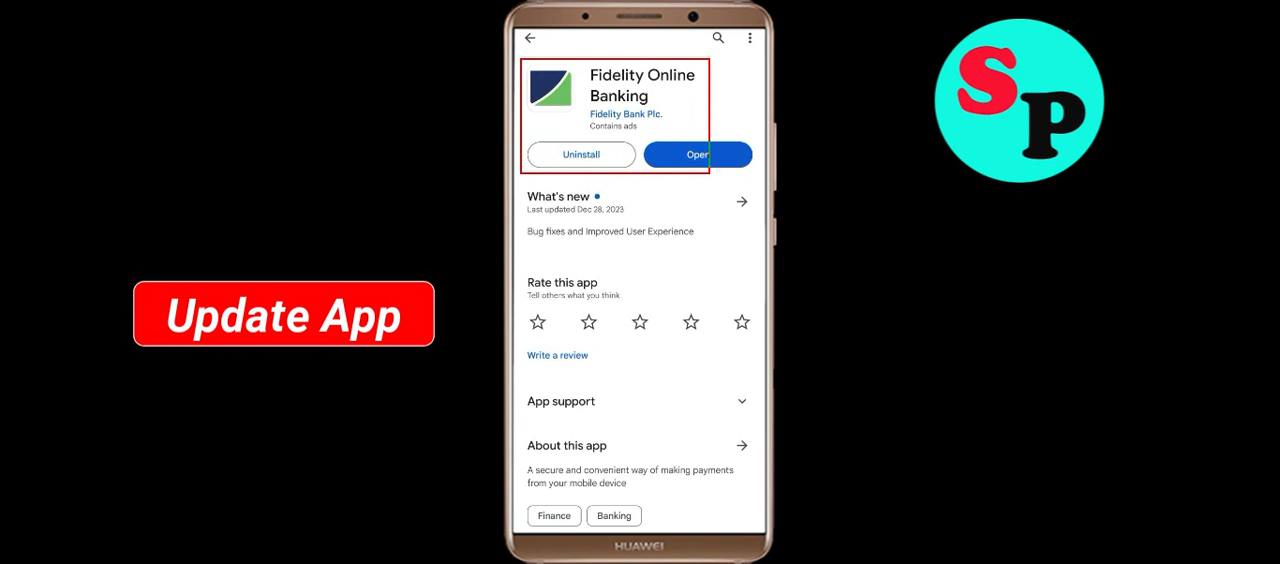 Fidelity Online
Banking
Fidelity Bank Plc.
Contains ads
Uninstall
Open
What's new
Last updated Dec 28, 2023
Bug fixes and Improved User Experience
Rate this app
Tell others what you think
Write a review
App support
About this app
A secure and convenient way of making payments
from your mobile device
Finance
Banking
HUAWEI
Update App
SP